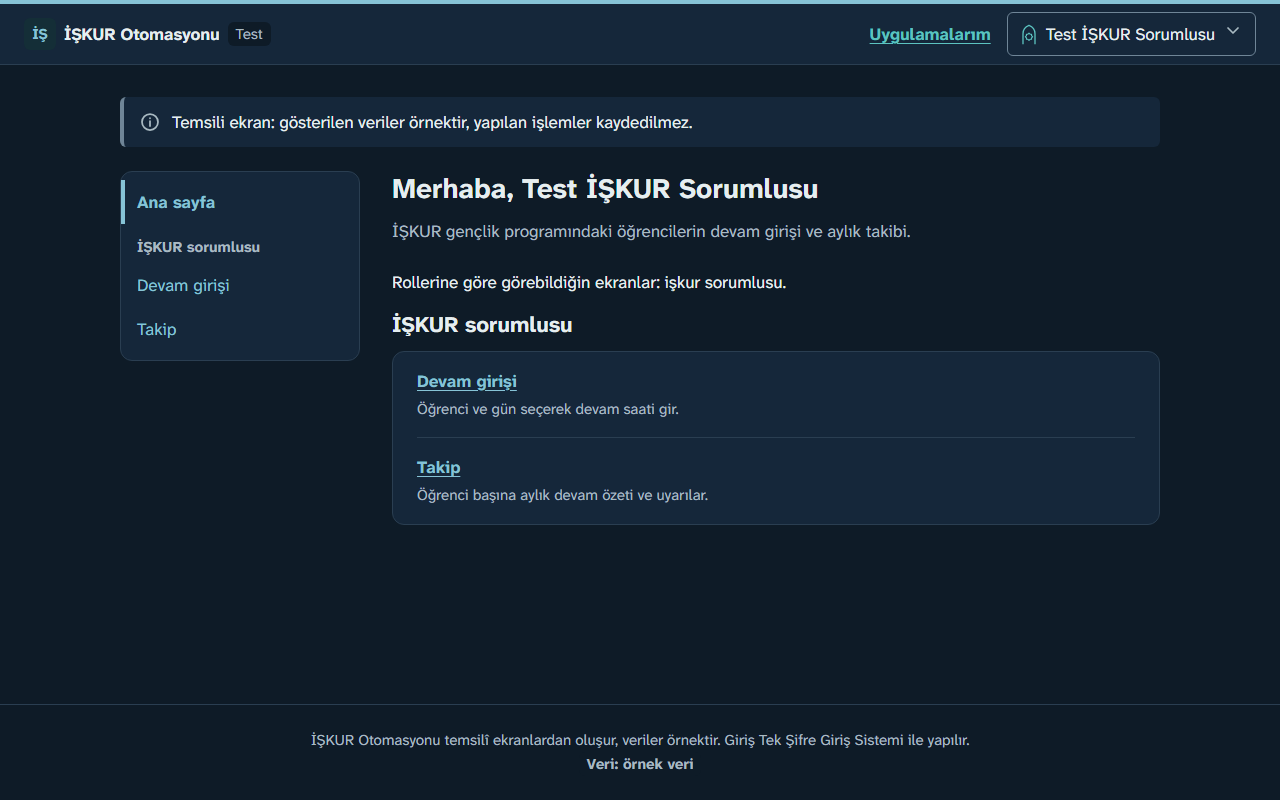 İŞ İŞKUR Otomasyonu Test
Uygulamalarım
Test İŞKUR Sorumlusu
Temsili ekran: gösterilen veriler örnektir, yapılan işlemler kaydedilmez.
Ana sayfa
İŞKUR sorumlusu
Devam girişi
Takip
Merhaba, Test İŞKUR Sorumlusu
İŞKUR gençlik programındaki öğrencilerin devam girişi ve aylık takibi.
Rollerine göre görebildiğin ekranlar: işkur sorumlusu.
İŞKUR sorumlusu
Devam girişi
Öğrenci ve gün seçerek devam saati gir.
Takip
Öğrenci başına aylık devam özeti ve uyarılar.
İŞKUR Otomasyonu temsilî ekranlardan oluşur, veriler örnektir. Giriş Tek Şifre Giriş Sistemi ile yapılır.
Veri: örnek veri